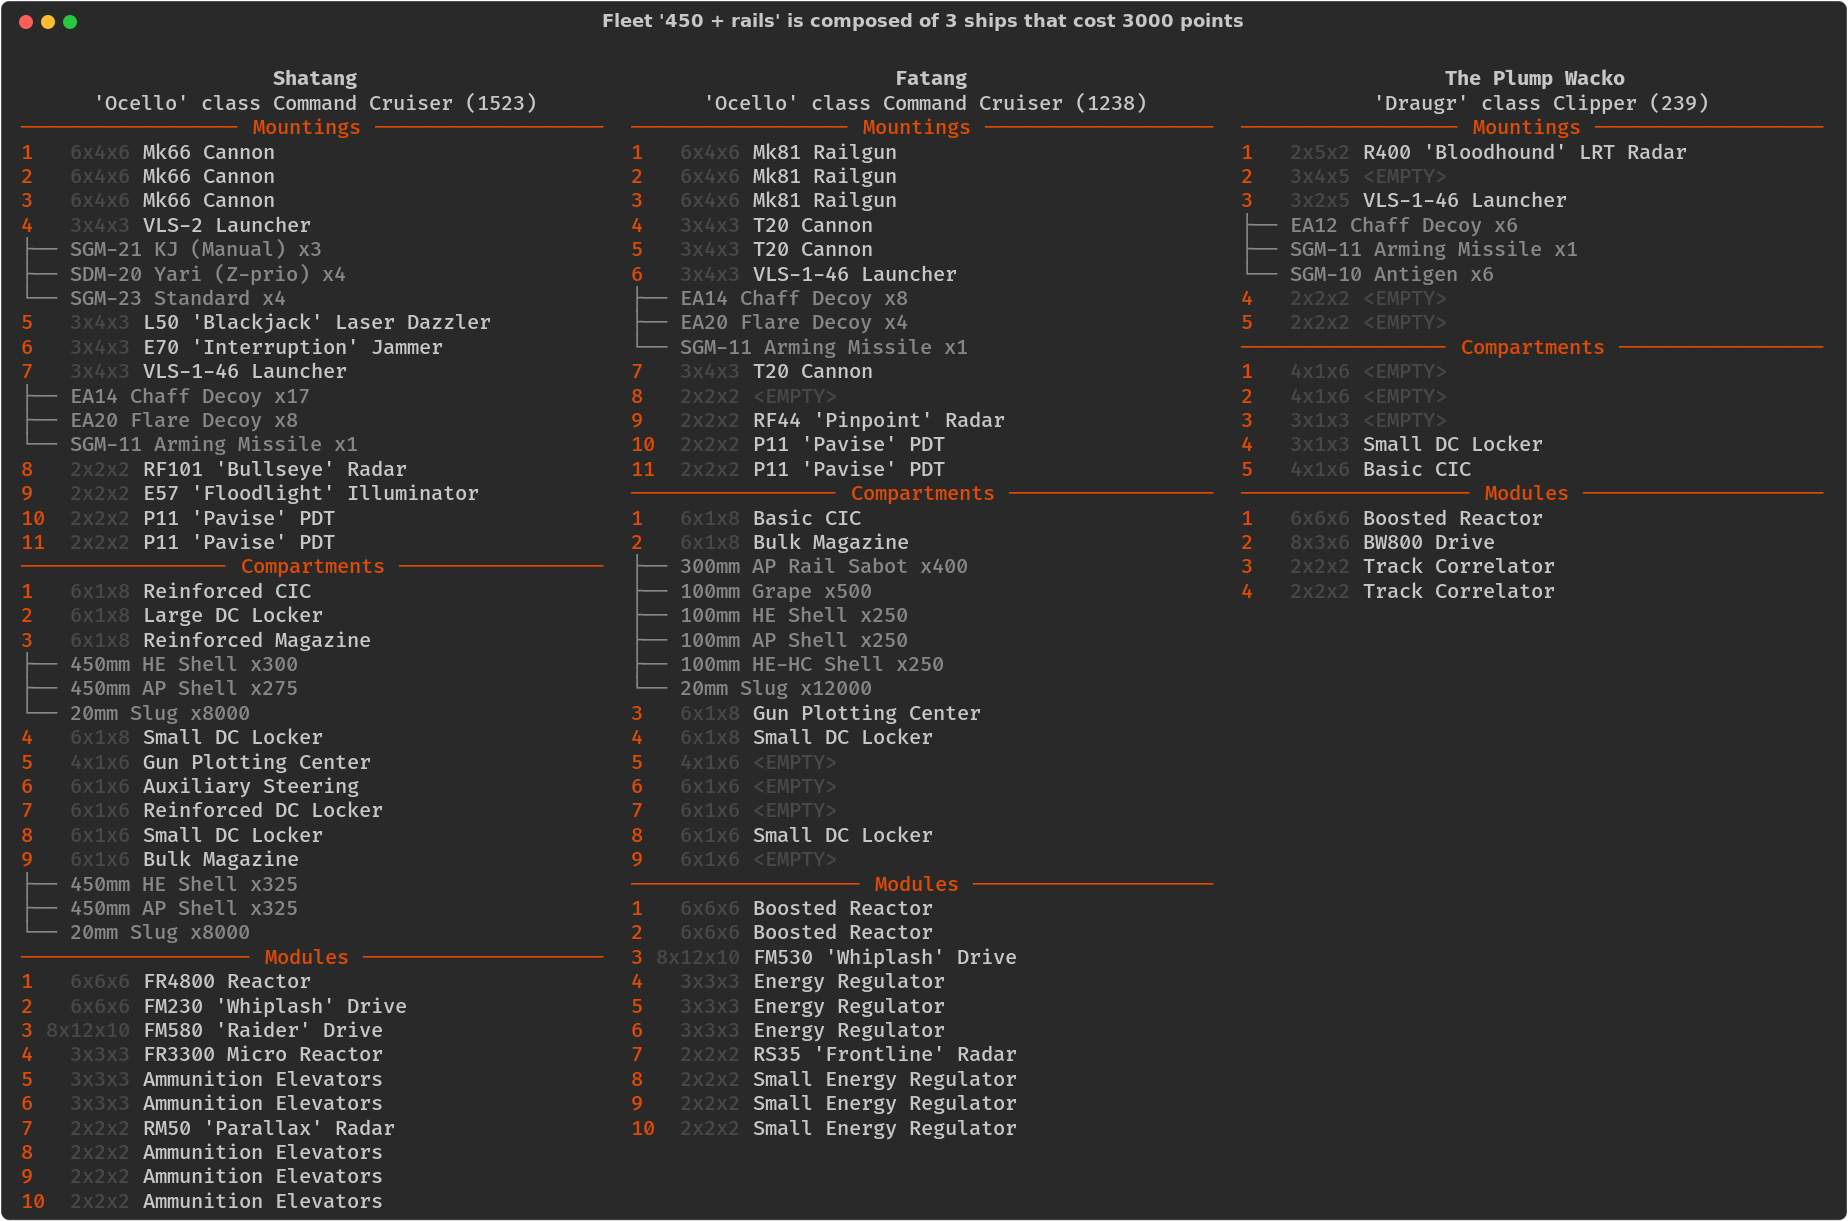 Fleet '450 + rails' is composed of 3 ships that cost 3000 points
Shatang
'Ocello' class Command Cruiser (1523)
Mountings
1 6x4x6 Mk66 Cannon
2 6x4x6 Mk66 Cannon
3 6x4x6 Mk66 Cannon
4 3x4x3 VLS-2 Launcher
SGM-21 KJ (Manual) x3
SDM-20 Yari (Z-prio) x4
SGM-23 Standard x4
5 3x4x3 L50 'Blackjack' Laser Dazzler
6 3x4x3 E70 'Interruption' Jammer
7 3x4x3 VLS-1-46 Launcher
EA14 Chaff Decoy x17
EA20 Flare Decoy x8
SGM-11 Arming Missile x1
8 2x2x2 RF101 'Bullseye' Radar
9 2x2x2 E57 'Floodlight' Illuminator
10 2x2x2 P11 'Pavise' PDT
11 2x2x2 P11 'Pavise' PDT
Compartments
1 6x1x8 Reinforced CIC
2 6x1x8 Large DC Locker
3 6x1x8 Reinforced Magazine
450mm HE Shell x300
450mm AP Shell x275
20mm Slug x8000
4 6x1x8 Small DC Locker
5 4x1x6 Gun Plotting Center
6 6x1x6 Auxiliary Steering
7 6x1x6 Reinforced DC Locker
8 6x1x6 Small DC Locker
9 6x1x6 Bulk Magazine
450mm HE Shell x325
450mm AP Shell x325
20mm Slug x8000
Modules
1 6x6x6 FR4800 Reactor
2 6x6x6 FM230 'Whiplash' Drive
3 8x12x10 FM580 'Raider' Drive
4 3x3x3 FR3300 Micro Reactor
5 3x3x3 Ammunition Elevators
6 3x3x3 Ammunition Elevators
7 2x2x2 RM50 'Parallax' Radar
8 2x2x2 Ammunition Elevators
9 2x2x2 Ammunition Elevators
10 2x2x2 Ammunition Elevators
Fatang
'Ocello' class Command Cruiser (1238)
Mountings
1 6x4x6 Mk81 Railgun
2 6x4x6 Mk81 Railgun
3 6x4x6 Mk81 Railgun
4 3x4x3 T20 Cannon
5 3x4x3 T20 Cannon
6 3x4x3 VLS-1-46 Launcher
EA14 Chaff Decoy x8
EA20 Flare Decoy x4
SGM-11 Arming Missile x1
7 3x4x3 T20 Cannon
8 2x2x2 <EMPTY>
9 2x2x2 RF44 'Pinpoint' Radar
10 2x2x2 P11 'Pavise' PDT
11 2x2x2 P11 'Pavise' PDT
Compartments
1 6x1x8 Basic CIC
2 6x1x8 Bulk Magazine
300mm AP Rail Sabot x400
100mm Grape x500
100mm HE Shell x250
100mm AP Shell x250
100mm HE-HC Shell x250
20mm Slug x12000
3 6x1x8 Gun Plotting Center
4 6x1x8 Small DC Locker
5 4x1x6 <EMPTY>
6 6x1x6 <EMPTY>
7 6x1x6 <EMPTY>
8 6x1x6 Small DC Locker
9 6x1x6 <EMPTY>
Modules
1 6x6x6 Boosted Reactor
2 6x6x6 Boosted Reactor
3 8x12x10 FM530 'Whiplash' Drive
4 3x3x3 Energy Regulator
5 3x3x3 Energy Regulator
6 3x3x3 Energy Regulator
7 2x2x2 RS35 'Frontline' Radar
8 2x2x2 Small Energy Regulator
9 2x2x2 Small Energy Regulator
10 2x2x2 Small Energy Regulator
The Plump Wacko
'Draugr' class Clipper (239)
Mountings
1 2x5x2 R400 'Bloodhound' LRT Radar
2 3x4x5 <EMPTY>
3 3x2x5 VLS-1-46 Launcher
EA12 Chaff Decoy x6
SGM-11 Arming Missile x1
SGM-10 Antigen x6
4 2x2x2 <EMPTY>
5 2x2x2 <EMPTY>
Compartments
1 4x1x6 <EMPTY>
2 4x1x6 <EMPTY>
3 3x1x3 <EMPTY>
4 3x1x3 Small DC Locker
5 4x1x6 Basic CIC
Modules
1 6x6x6 Boosted Reactor
2 8x3x6 BW800 Drive
3 2x2x2 Track Correlator
4 2x2x2 Track Correlator